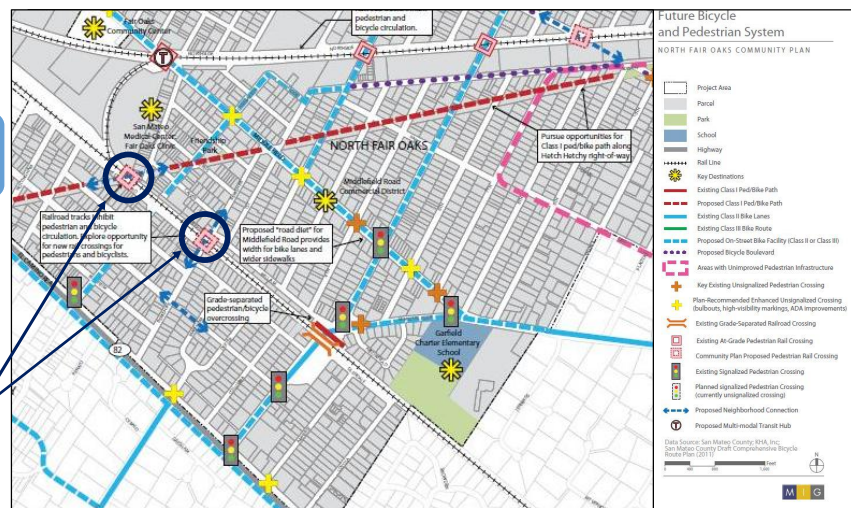 pedestrian and
bicycle circulation.
Fair Oaks
Community Center
San Mateo
Medical Center,
Fair Oaks Clinic
Friendship
Park
NORTH FAIR OAKS
Middlefield Road
Commercial District
Pursue opportunities for
Class I ped/bike path along
Hetch Hetchy right-of-way
Railroad tracks inhibit
pedestrian and bicycle
circulation. Explore opportunity
for new rail crossings for
pedestrians and bicyclists.
Proposed "road diet" for
Middlefield Road provides
width for bike lanes and
wider sidewalks
Grade-separated
pedestrian/bicycle
overcrossing
82
Garfield
Charter Elementary
School
Future Bicycle
and Pedestrian System
NORTH FAIR OAKS COMMUNITY PLAN
Project Area
Parcel
Park
School
Highway
Rail Line
Key Destinations
Existing Class I Ped/Bike Path
Proposed Class I Ped/Bike Path
Existing Class II Bike Lanes
Existing Class III Bike Route
Proposed On-Street Bike Facility (Class II or Class III)
Proposed Bicycle Boulevard
Areas with Unimproved Pedestrian Infrastructure
Key Existing Unsignalized Pedestrian Crossing
Plan-Recommended Enhanced Unsignalized Crossing
(bulbouts, high-visibility markings, ADA improvements)
Existing Grade-Separated Railroad Crossing
Existing At-Grade Pedestrian Rail Crossing
Community Plan Proposed Pedestrian Rail Crossing
Existing Signalized Pedestrian Crossing
Planned signalized Pedestrian Crossing
(currently unsignalized crossing)
Proposed Neighborhood Connection
T Proposed Multi-modal Transit Hub
Data Source: San Mateo County; KHA, Inc;
San Mateo County Draft Comprehensive Bicycle
Route Plan (2011)
N
M I G